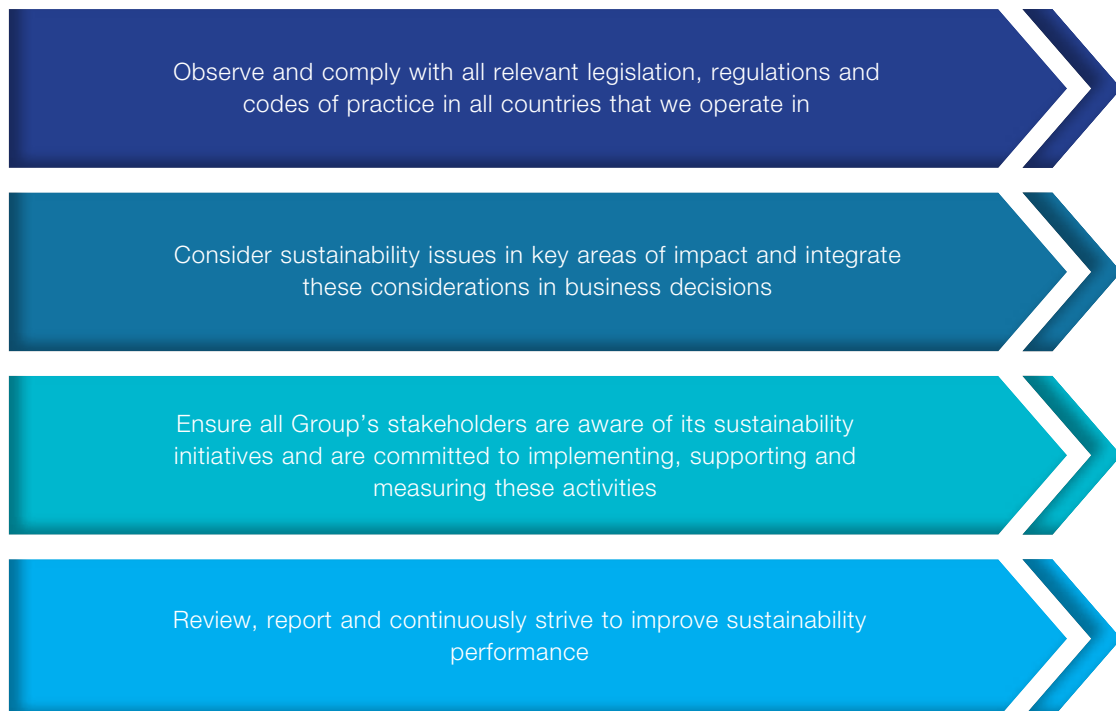 Observe and comply with all relevant legislation, regulations and
codes of practice in all countries that we operate in
Consider sustainability issues in key areas of impact and integrate
these considerations in business decisions
Ensure all Group’s stakeholders are aware of its sustainability
initiatives and are committed to implementing, supporting and
measuring these activities
Review, report and continuously strive to improve sustainability
performance